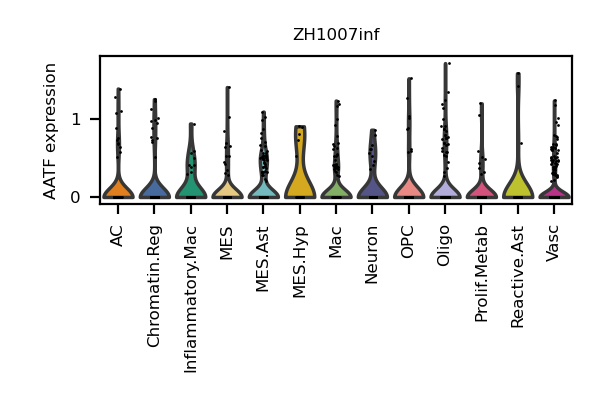 ZH1007inf
AATF expression
1
0
AC
Chromatin.Reg
Inflammatory.Mac
MES
MES.Ast
MES.Hyp
Mac
Neuron
OPC
Oligo
Prolif.Metab
Reactive.Ast
Vasc